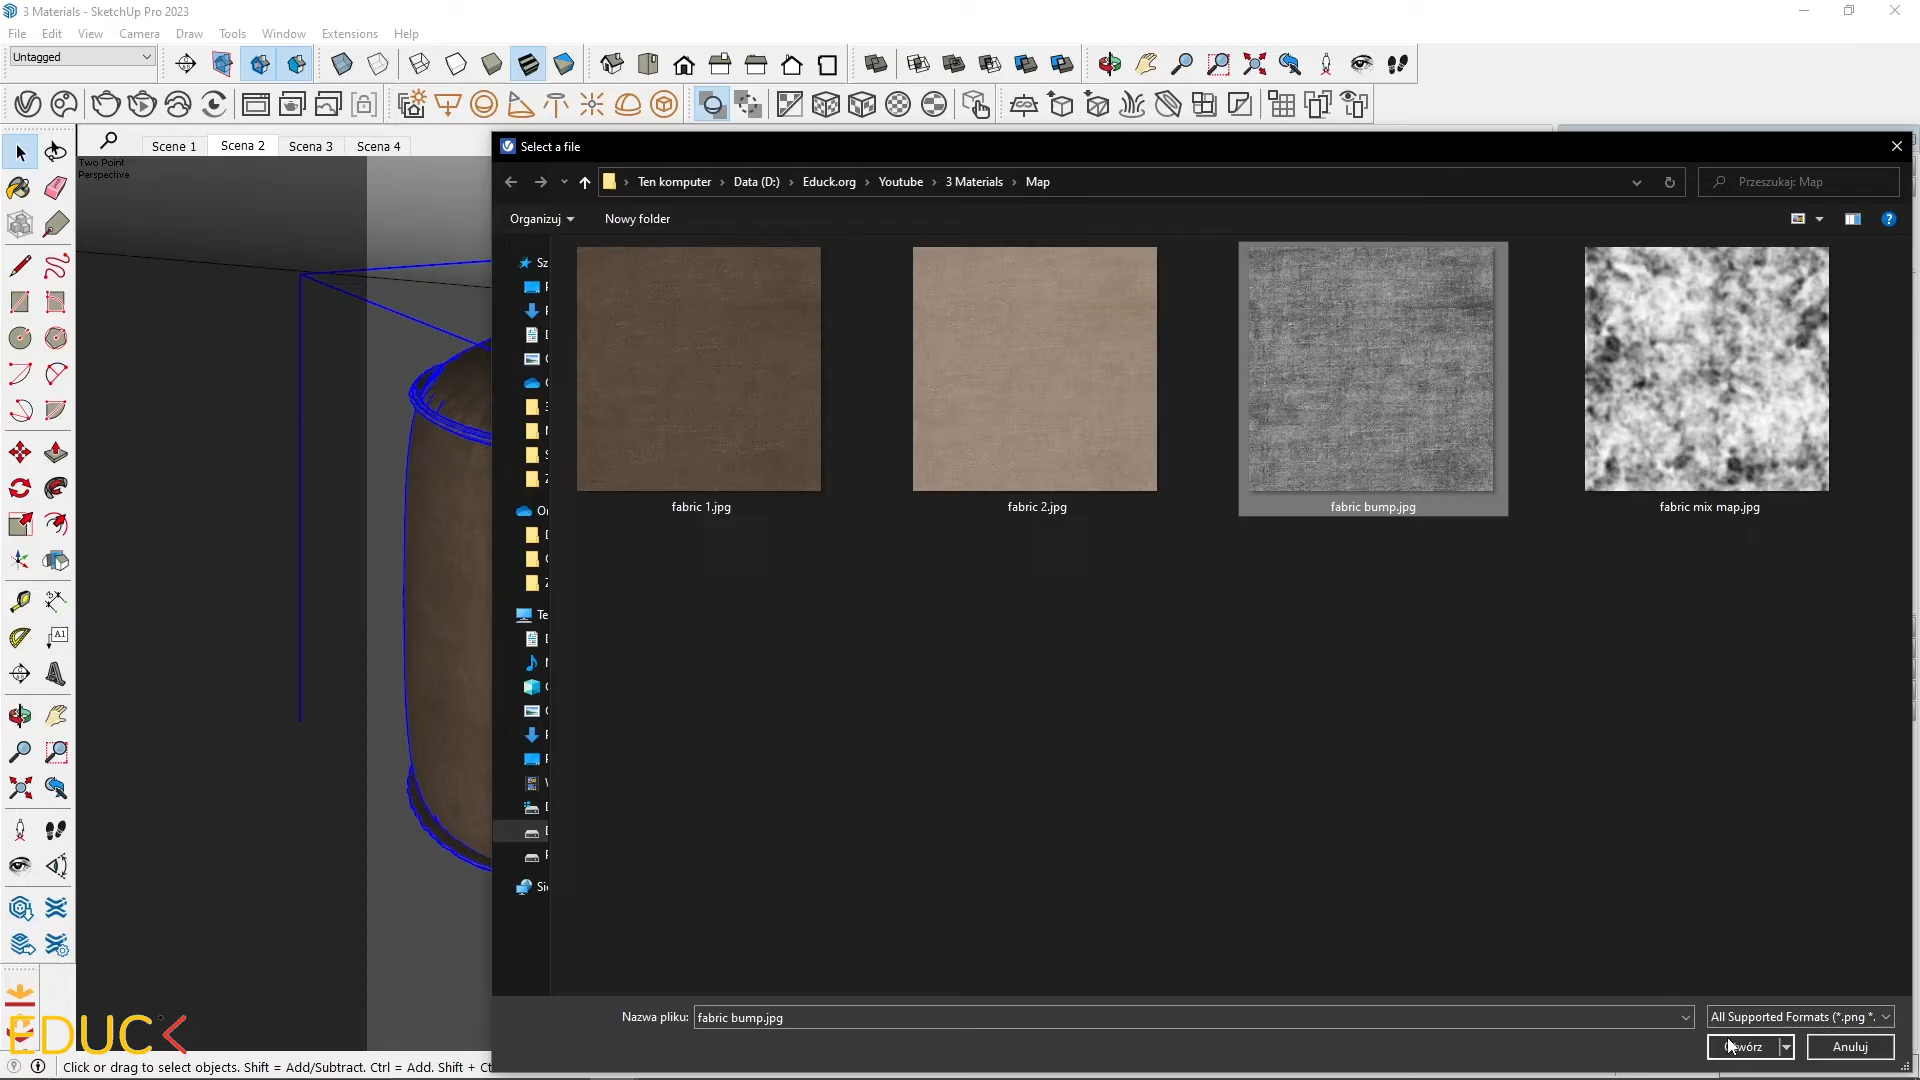 3 Materials - SketchUp Pro 2023
File Edit View Camera Draw Tools Window Extensions Help
Untagged
Scene 1 Scene 2 Scene 3 Scene 4
Two Point
Perspective
Select a file
Ten komputer Data (D:) Educk.org Youtube 3 Materials Map
Przeszukaj: Map
Organizuj Nowy folder
fabric 1.jpg fabric 2.jpg fabric bump.jpg fabric mix map.jpg
A1
Nazwa pliku: fabric bump.jpg
All Supported Formats (*.png *.
Anuluj
EDUCK
Click or drag to select objects. Shift = Add/Subtract. Ctrl = Add. Shift + Ct